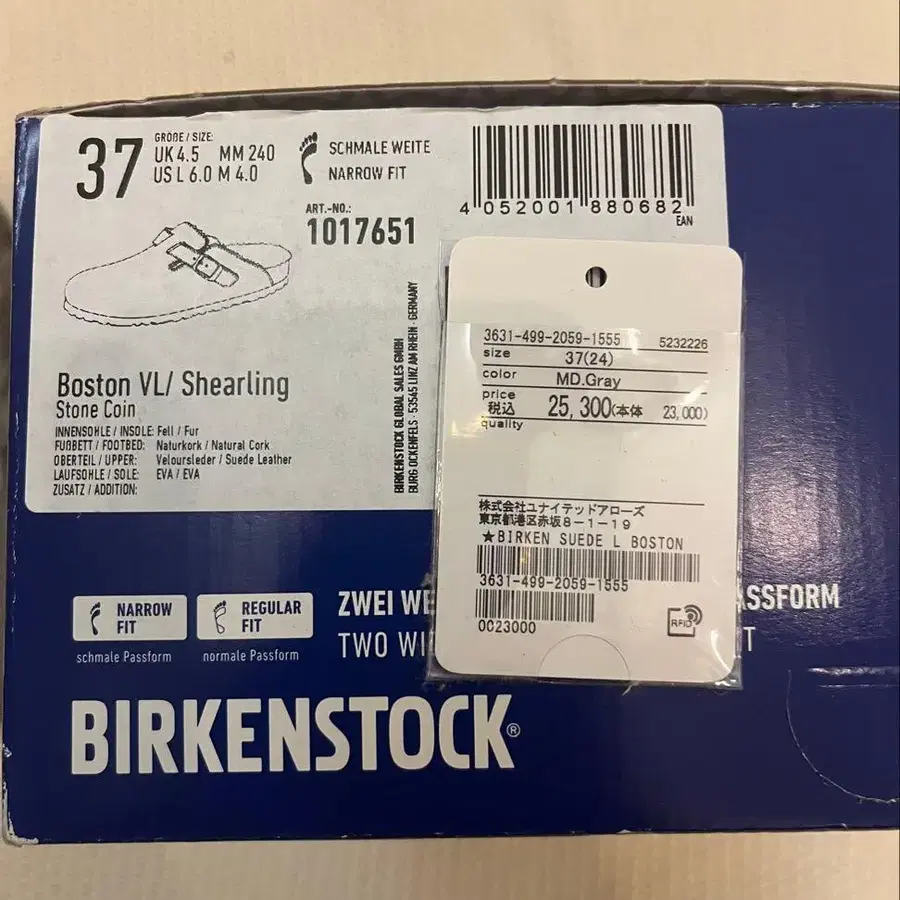 37
GRÖßE / SIZE:
UK 4.5 MM 240
US L 6.0 M 4.0
SCHMALE WEITE
NARROW FIT
ART.-NO.:
1017651
4 052001 880682
EAN
Boston VL/ Shearling
Stone Coin
INNENSOHLE / INSOLE: Fell / Fur
FUßBETT / FOOTBED: Naturkork / Natural Cork
OBERTEIL / UPPER: Veloursleder / Suede Leather
LAUFSOHLE / SOLE: EVA / EVA
ZUSATZ / ADDITION:
BIRKENSTOCK GLOBAL SALES GMBH
BURG OCKENFELS · 53545 LINZ AM RHEIN · GERMANY
3631-499-2059-1555 5232226
size 37(24)
color MD.Gray
price
税込 25,300(本体 23,000)
quality
株式会社ユナイテッドアローズ
東京都港区赤坂8-1-19
★BIRKEN SUEDE L BOSTON
3631-499-2059-1555
0023000
RFID
NARROW FIT
schmale Passform
REGULAR FIT
normale Passform
ZWEI WE
ASSFORM
TWO WI
T
BIRKENSTOCK®